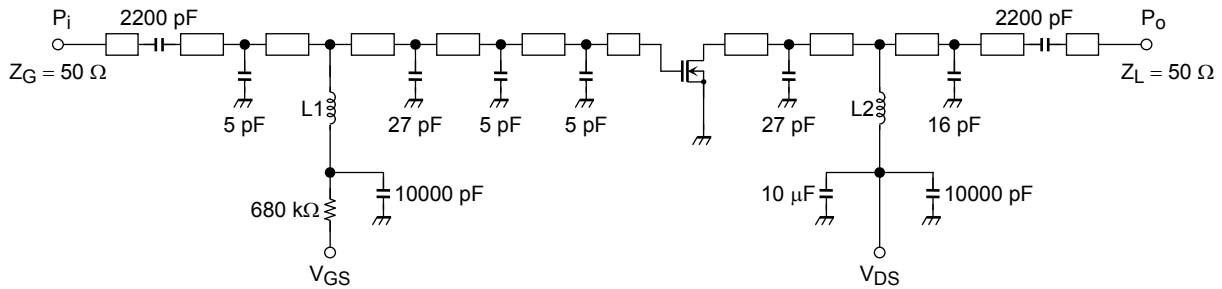 Pi
2200 pF
2200 pF
Po
ZG = 50 Ω
ZL = 50 Ω
5 pF
L1
27 pF
5 pF
5 pF
27 pF
L2
16 pF
10000 pF
680 kΩ
VGS
10 μF
10000 pF
VDS